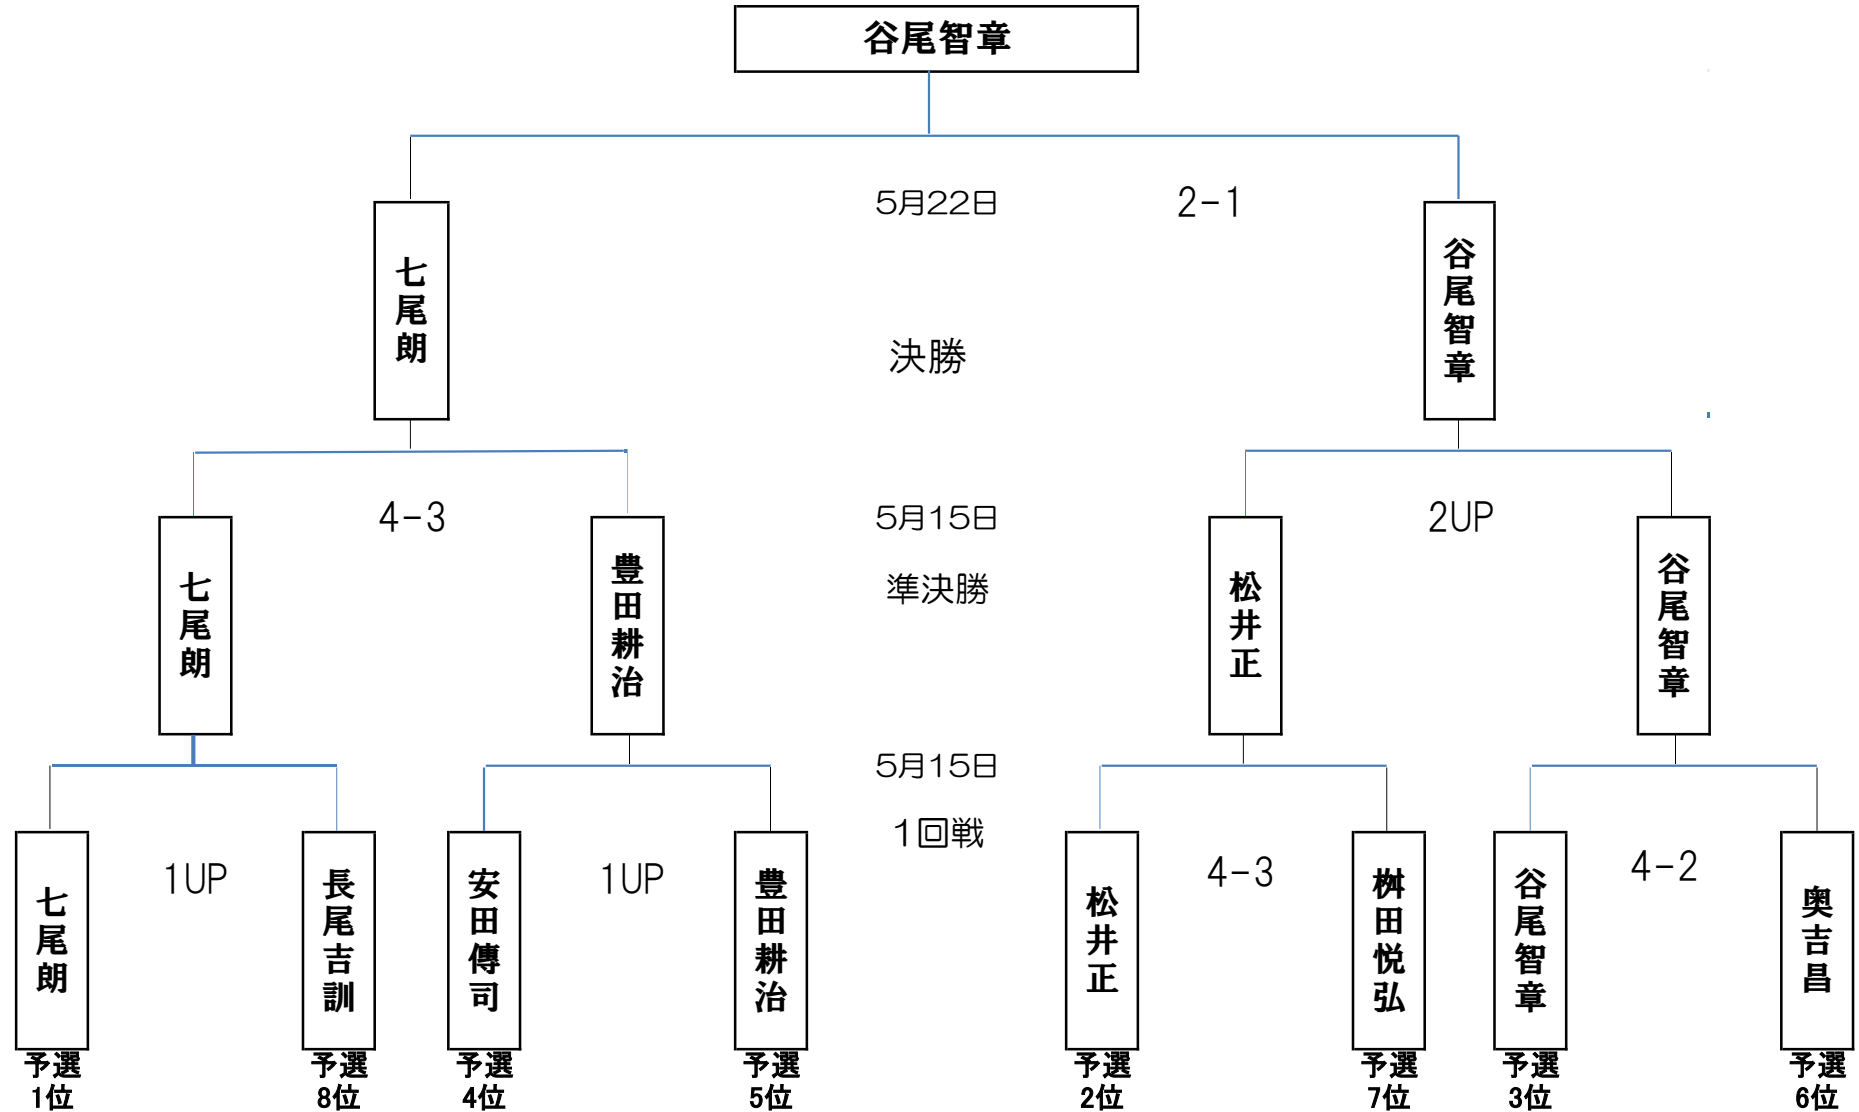 谷尾智章
5月22日
2-1
七尾朗
谷尾智章
決勝
4-3
5月15日
2UP
七尾朗
豊田耕治
準決勝
松井正
谷尾智章
5月15日
1回戦
七尾朗
1UP
長尾吉訓
安田傳司
1UP
豊田耕治
松井正
4-3
桝田悦弘
谷尾智章
4-2
奥吉昌
予選
1位
予選
8位
予選
4位
予選
5位
予選
2位
予選
7位
予選
3位
予選
6位